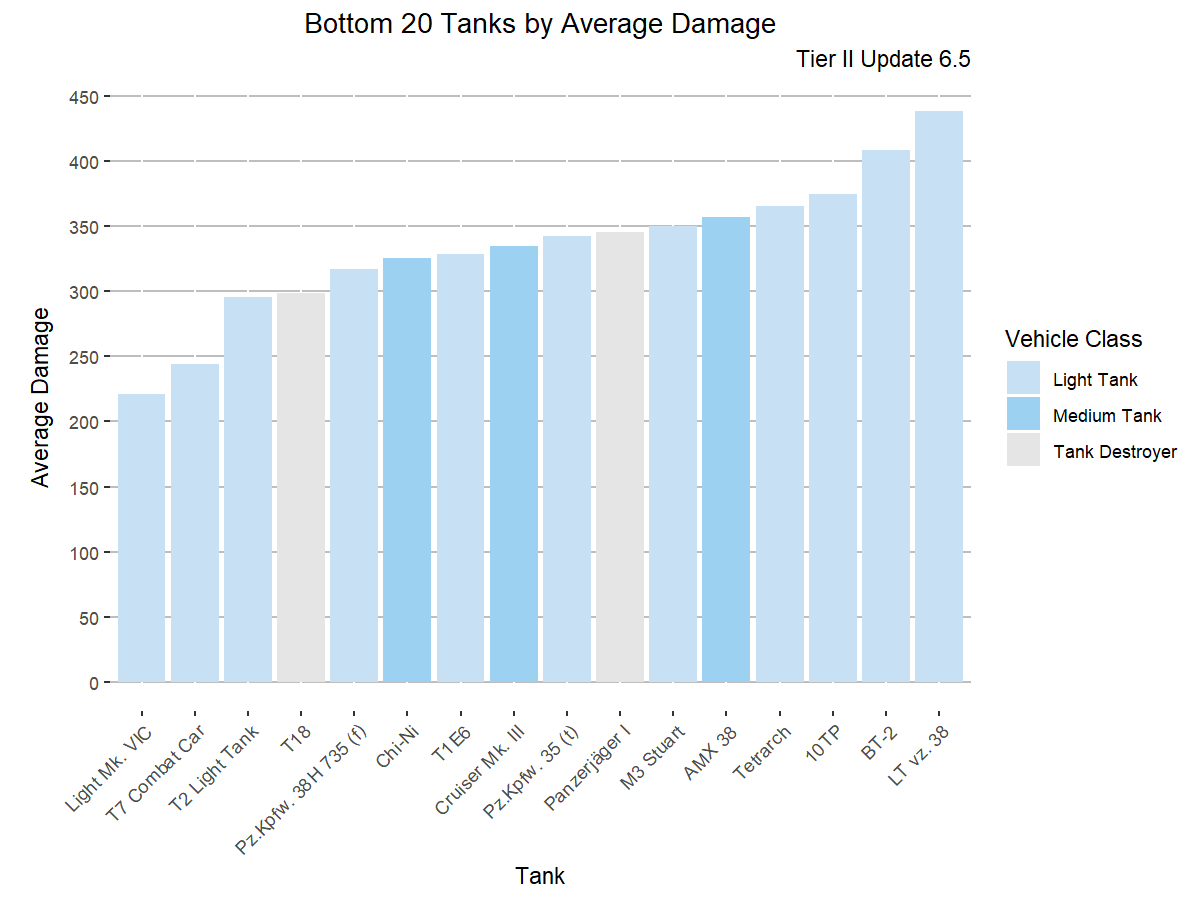 Bottom 20 Tanks by Average Damage
Tier II Update 6.5
Average Damage
450
400
350
300
250
200
150
100
50
0
Light Mk. VIC
T7 Combat Car
T2 Light Tank
T18
Pz.Kpfw. 38H 735 (f)
Chi-Ni
T1E6
Cruiser Mk. III
Pz.Kpfw. 35 (t)
Panzerjäger I
M3 Stuart
AMX 38
Tetrarch
10TP
BT-2
LT vz. 38
Tank
Vehicle Class
Light Tank
Medium Tank
Tank Destroyer